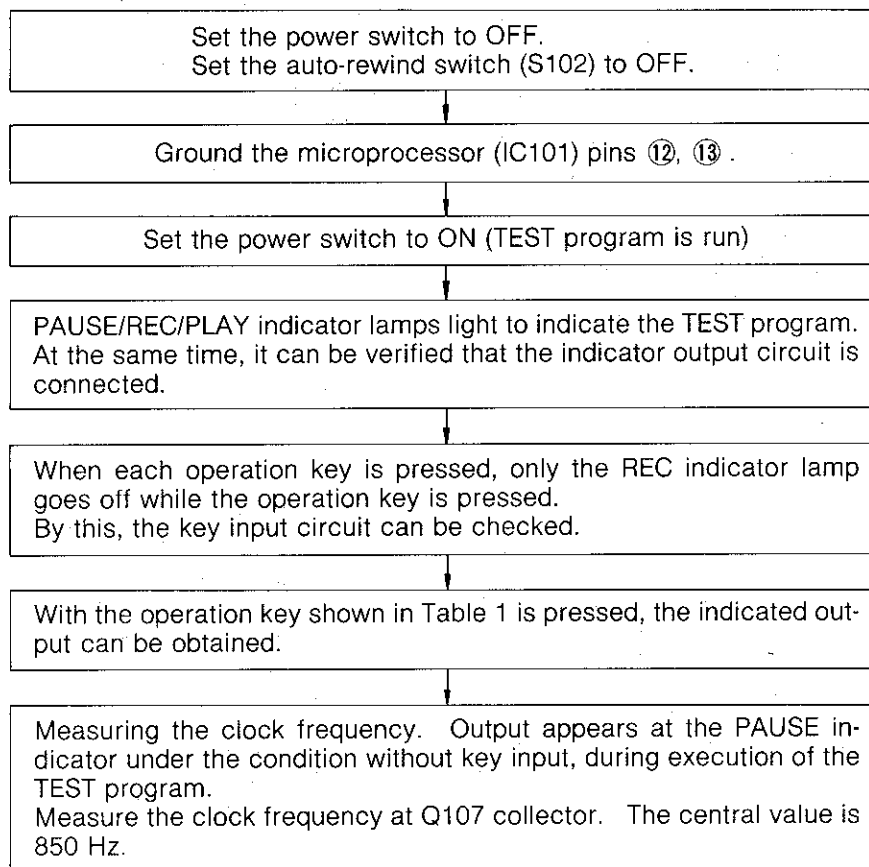 Set the power switch to OFF.
Set the auto-rewind switch (S102) to OFF.
Ground the microprocessor (IC101) pins ⑫, ⑬ .
Set the power switch to ON (TEST program is run)
PAUSE/REC/PLAY indicator lamps light to indicate the TEST program.
At the same time, it can be verified that the indicator output circuit is
connected.
When each operation key is pressed, only the REC indicator lamp
goes off while the operation key is pressed.
By this, the key input circuit can be checked.
With the operation key shown in Table 1 is pressed, the indicated out-
put can be obtained.
Measuring the clock frequency. Output appears at the PAUSE in-
dicator under the condition without key input, during execution of the
TEST program.
Measure the clock frequency at Q107 collector. The central value is
850 Hz.